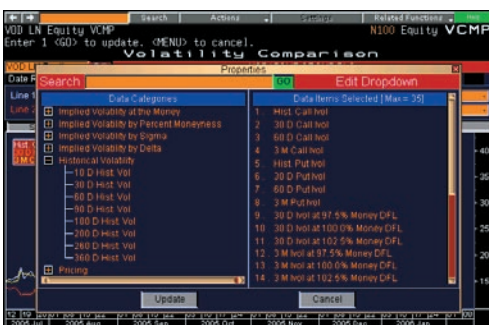 Search Actions Settings Related Functions
VOD LN Equity VCMP N100 Equity VCMP
Enter 1 <GO> to update, <MENU> to cancel.
Volatility Comparison
Properties
Search GO Edit Dropdown
Data Categories
Implied Volatility at the Money
Implied Volatility by Percent Moneyness
Implied Volatility by Sigma
Implied Volatility by Delta
Historical Volatility
10 D Hist. Vol
30 D Hist. Vol
60 D Hist. Vol
90 D Hist. Vol
100 D Hist. Vol
200 D Hist. Vol
260 D Hist. Vol
360 D Hist. Vol
Pricing
Data Items Selected [Max = 35]
1. Hist. Call Ivol
2. 30 D Call Ivol
3. 60 D Call Ivol
4. 3 M Call Ivol
5. Hist. Put Ivol
6. 30 D Put Ivol
7. 60 D Put Ivol
8. 3 M Put Ivol
9. 30 D Ivol at 97.5% Money DFL
10. 30 D Ivol at 100.0% Money DFL
11. 30 D Ivol at 102.5% Money DFL
12. 3 M Ivol at 97.5% Money DFL
13. 3 M Ivol at 100.0% Money DFL
14. 3 M Ivol at 102.5% Money DFL
Update Cancel
Line 1
Line 2
40
30
25
20
15
2005 Jul 2005 Aug 2005 Sep 2005 Oct 2005 Nov 2005 Dec 2006 Jan